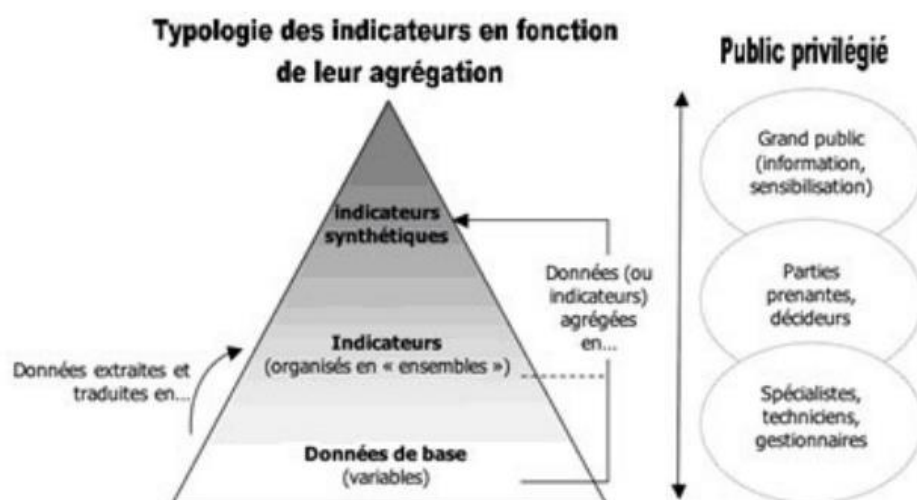 Typologie des indicateurs en fonction
de leur agrégation
Public privilégié
Grand public
(information,
sensibilisation)
indicateurs
synthétiques
Données (ou
indicateurs)
agrégées
en...
Parties
prenantes,
décideurs
Indicateurs
(organisés en « ensembles »)
Données extraites et
traduites en...
Spécialistes,
techniciens,
gestionnaires
Données de base
(variables)